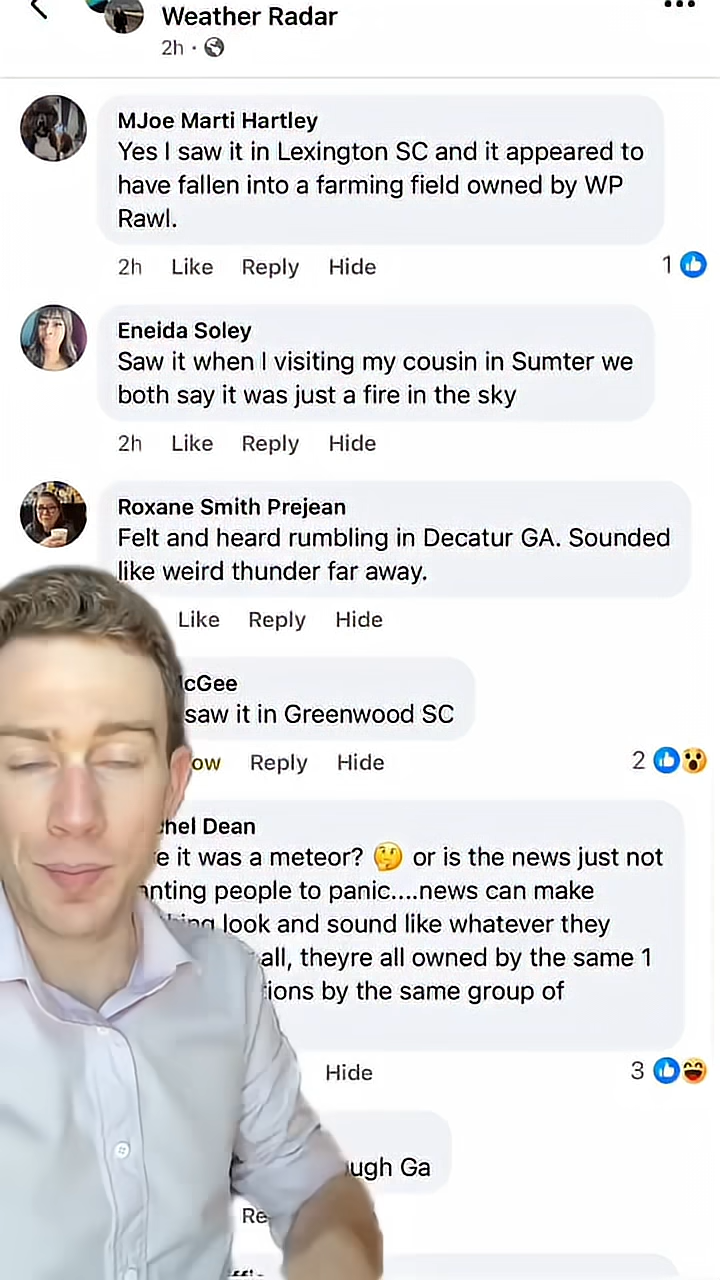 Weather Radar
2h ·
MJoe Marti Hartley
Yes I saw it in Lexington SC and it appeared to
have fallen into a farming field owned by WP
Rawl.
2h Like Reply Hide 1
Eneida Soley
Saw it when I visiting my cousin in Sumter we
both say it was just a fire in the sky
2h Like Reply Hide
Roxane Smith Prejean
Felt and heard rumbling in Decatur GA. Sounded
like weird thunder far away.
Like Reply Hide
cGee
saw it in Greenwood SC
ow Reply Hide 2
hel Dean
e it was a meteor? 🤔 or is the news just not
nting people to panic....news can make
look and sound like whatever they
all, theyre all owned by the same 1
ions by the same group of
Hide 3
ugh Ga
Re